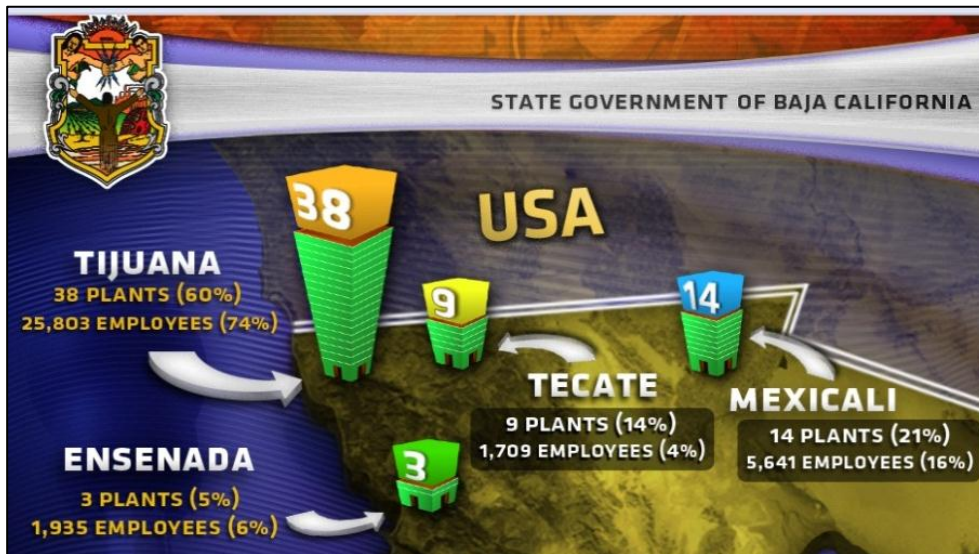 STATE GOVERNMENT OF BAJA CALIFORNIA
38
USA
TIJUANA
38 PLANTS (60%)
25,803 EMPLOYEES (74%)
9
14
TECATE
9 PLANTS (14%)
1,709 EMPLOYEES (4%)
MEXICALI
14 PLANTS (21%)
5,641 EMPLOYEES (16%)
ENSENADA
3 PLANTS (5%)
1,935 EMPLOYEES (6%)
3